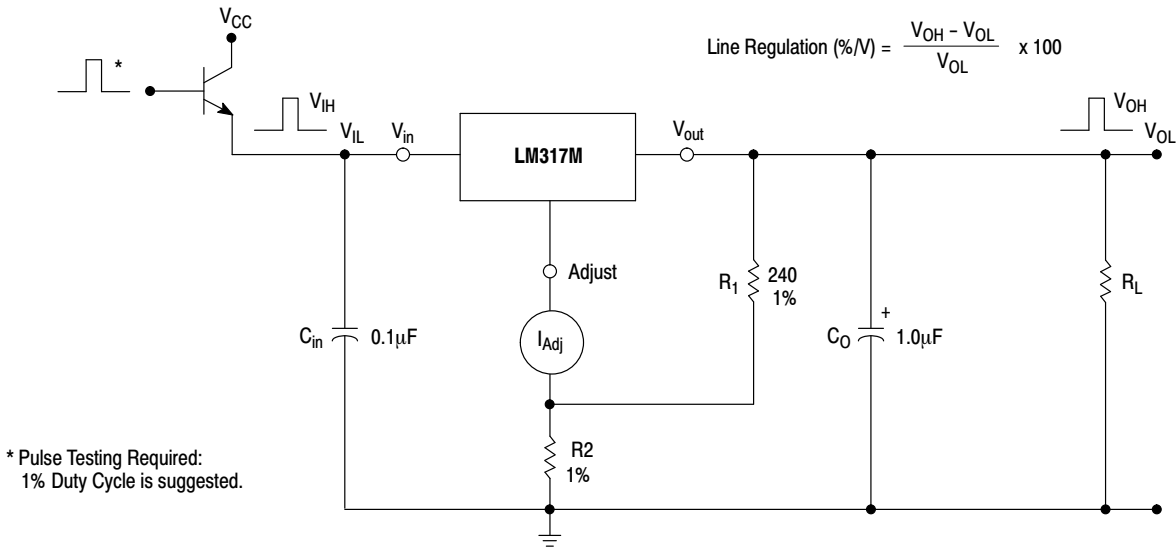 V_CC
Line Regulation (%/V) = V_OH – V_OL / V_OL x 100
*
V_IH
V_IL
V_in
LM317M
V_out
V_OH
V_OL
Adjust
R_1
240
1%
R_L
C_in
0.1μF
I_Adj
C_O
+
1.0μF
R2
1%
* Pulse Testing Required:
1% Duty Cycle is suggested.